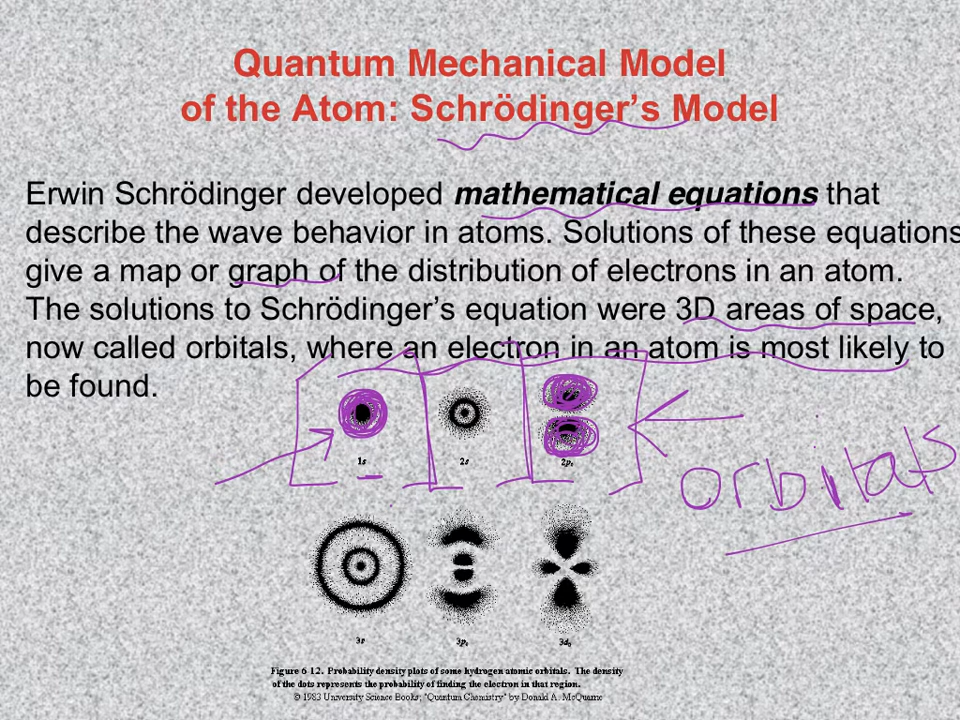 Quantum Mechanical Model
of the Atom: Schrödinger's Model
Erwin Schrödinger developed mathematical equations that
describe the wave behavior in atoms. Solutions of these equations
give a map or graph of the distribution of electrons in an atom.
The solutions to Schrödinger's equation were 3D areas of space,
now called orbitals, where an electron in an atom is most likely to
be found.
1s 2s 2pz
orbitals
3s 3pz 3dz
Figure 6-12. Probability density plots of some hydrogen atomic orbitals. The density
of the dots represents the probability of finding the electron in that region.
© 1983 University Science Books; "Quantum Chemistry" by Donald A. McQuarrie